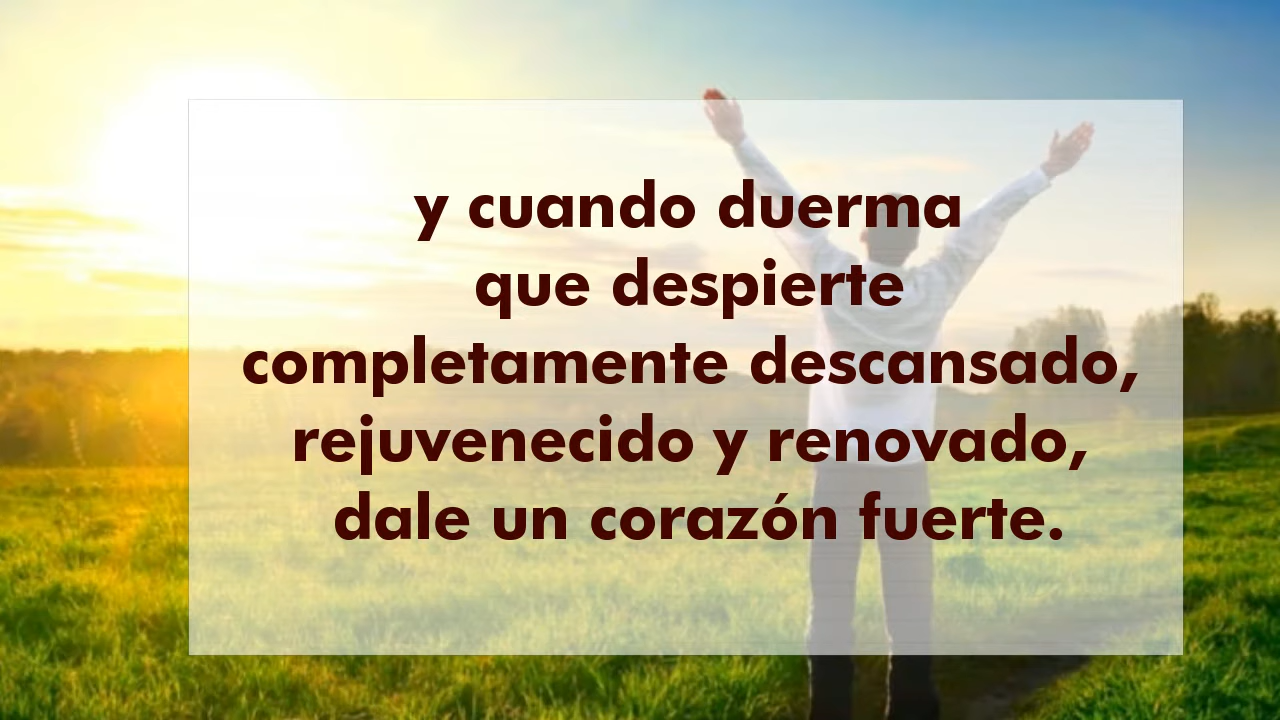 y cuando duerma
que despierte
completamente descansado,
rejuvenecido y renovado,
dale un corazón fuerte.